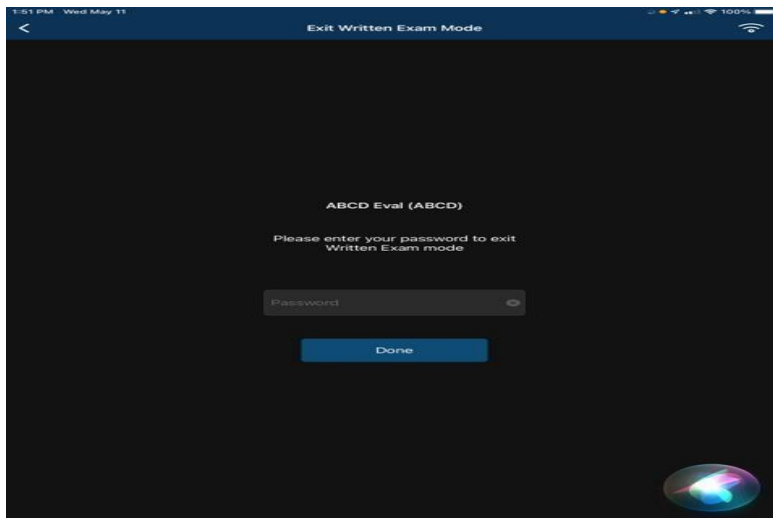 1:51 PM Wed May 11
100%
Exit Written Exam Mode
ABCD Eval (ABCD)
Please enter your password to exit
Written Exam mode
Password
Done